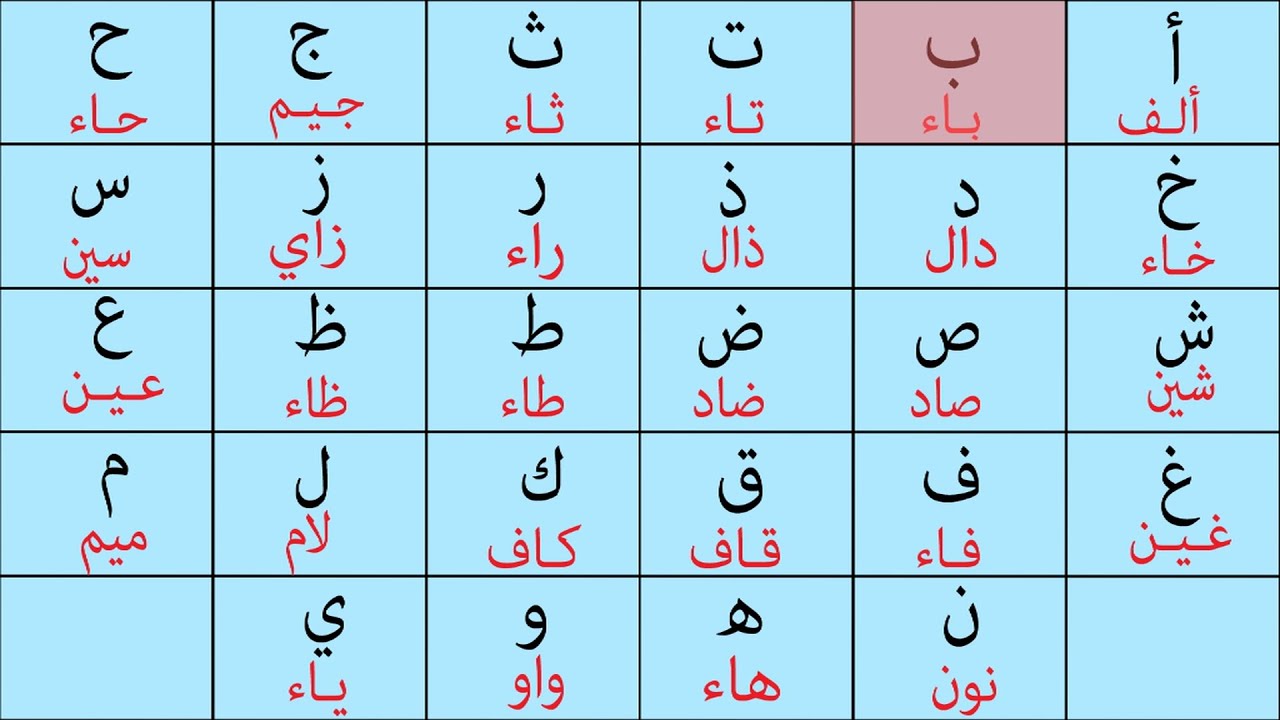 أ ب ت ث ج ح
ألف باء تاء ثاء جيم حاء
خ د ذ ر ز س
خاء دال ذال راء زاي سين
ش ص ض ط ظ ع
شين صاد ضاد طاء ظاء عين
غ ف ق ك ل م
غين فاء قاف كاف لام ميم
ن ه و ي
نون هاء واو ياء